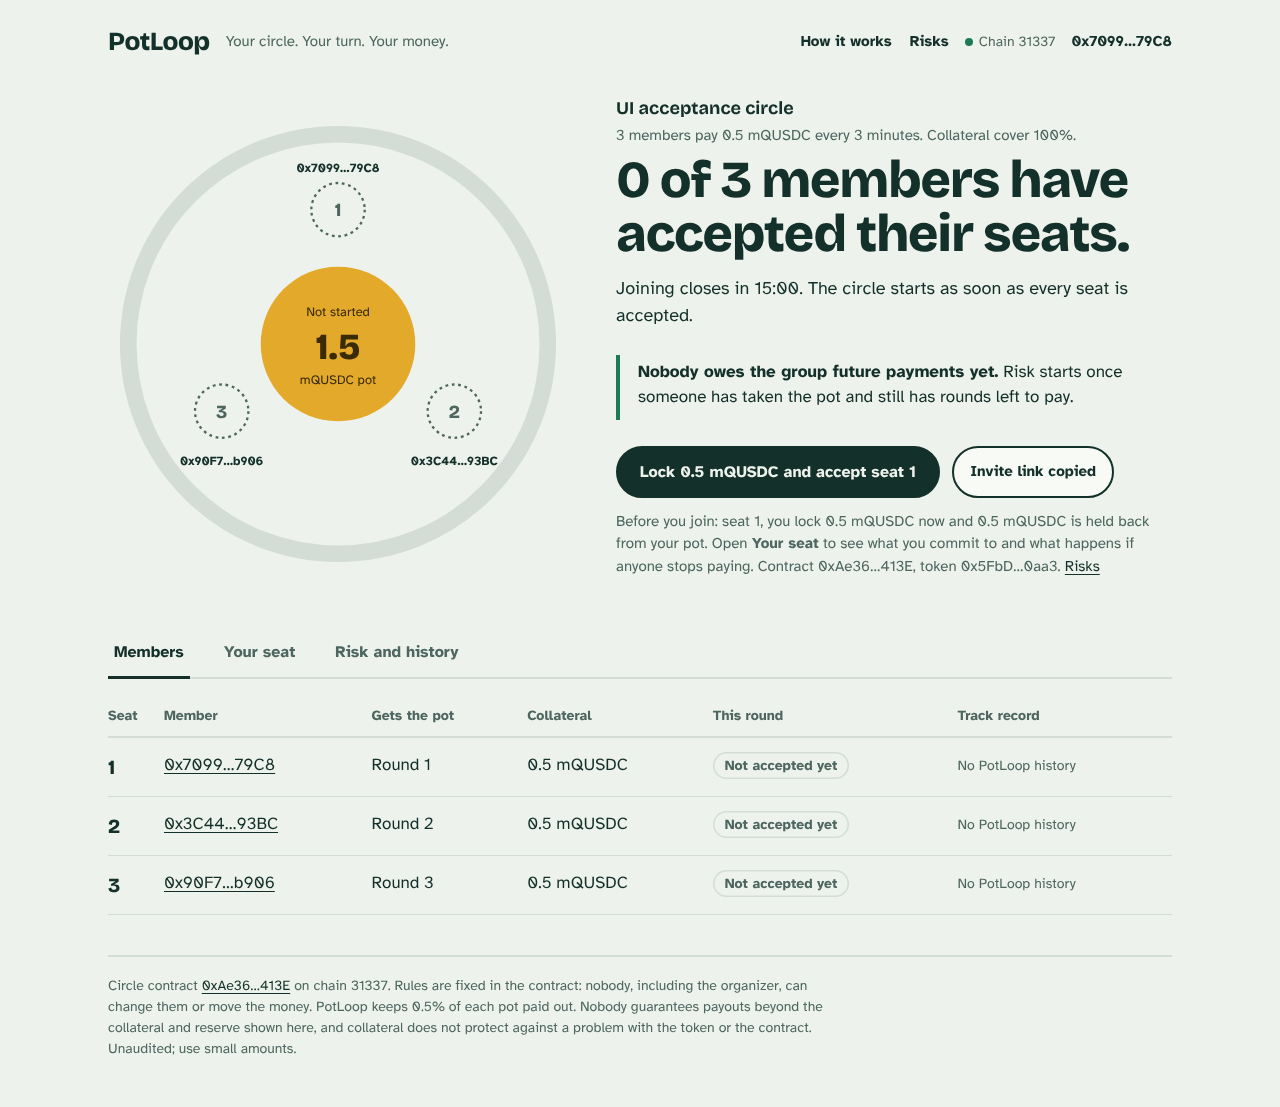 PotLoop Your circle. Your turn. Your money. How it works Risks Chain 31337 0x7099…79C8
0x7099…79C8
1
Not started
1.5
mQUSDC pot
3
2
0x90F7…b906
0x3C44…93BC
UI acceptance circle
3 members pay 0.5 mQUSDC every 3 minutes. Collateral cover 100%.
0 of 3 members have
accepted their seats.
Joining closes in 15:00. The circle starts as soon as every seat is
accepted.
Nobody owes the group future payments yet. Risk starts once
someone has taken the pot and still has rounds left to pay.
Lock 0.5 mQUSDC and accept seat 1 Invite link copied
Before you join: seat 1, you lock 0.5 mQUSDC now and 0.5 mQUSDC is held back
from your pot. Open Your seat to see what you commit to and what happens if
anyone stops paying. Contract 0xAe36…413E, token 0x5FbD…0aa3. Risks
Members Your seat Risk and history
Seat Member Gets the pot Collateral This round Track record
1 0x7099…79C8 Round 1 0.5 mQUSDC Not accepted yet No PotLoop history
2 0x3C44…93BC Round 2 0.5 mQUSDC Not accepted yet No PotLoop history
3 0x90F7…b906 Round 3 0.5 mQUSDC Not accepted yet No PotLoop history
Circle contract 0xAe36…413E on chain 31337. Rules are fixed in the contract: nobody, including the organizer, can
change them or move the money. PotLoop keeps 0.5% of each pot paid out. Nobody guarantees payouts beyond the
collateral and reserve shown here, and collateral does not protect against a problem with the token or the contract.
Unaudited; use small amounts.